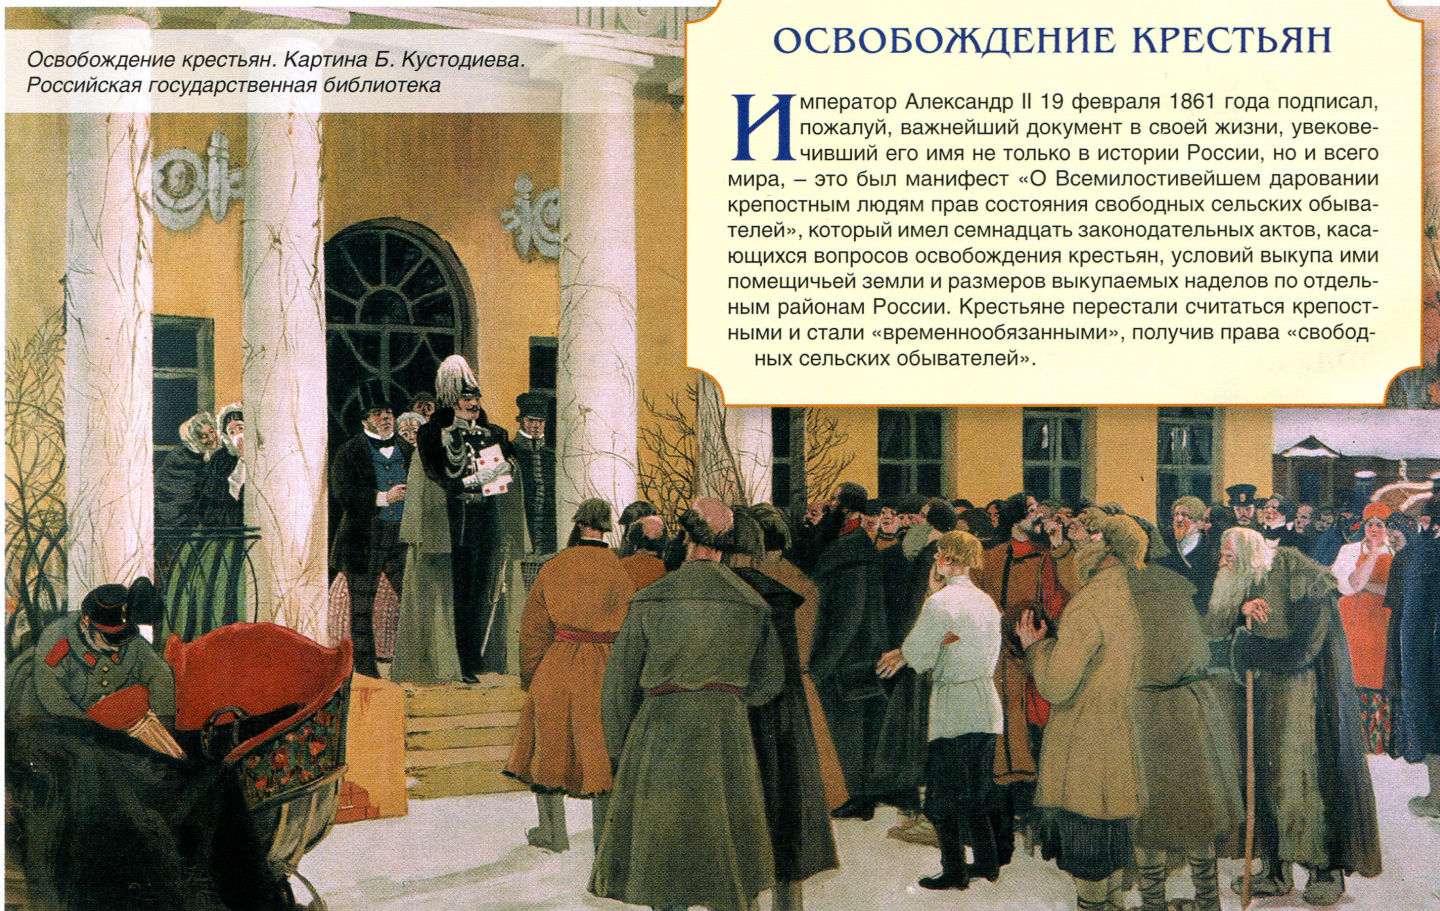 Освобождение крестьян. Картина Б. Кустодиева.
Российская государственная библиотека
ОСВОБОЖДЕНИЕ КРЕСТЬЯН
Император Александр II 19 февраля 1861 года подписал,
пожалуй, важнейший документ в своей жизни, увекове-
чивший его имя не только в истории России, но и всего
мира, – это был манифест «О Всемилостивейшем даровании
крепостным людям прав состояния свободных сельских обыва-
телей», который имел семнадцать законодательных актов, каса-
ющихся вопросов освобождения крестьян, условий выкупа ими
помещичьей земли и размеров выкупаемых наделов по отдель-
ным районам России. Крестьяне перестали считаться крепост-
ными и стали «временнообязанными», получив права «свобод-
ных сельских обывателей».